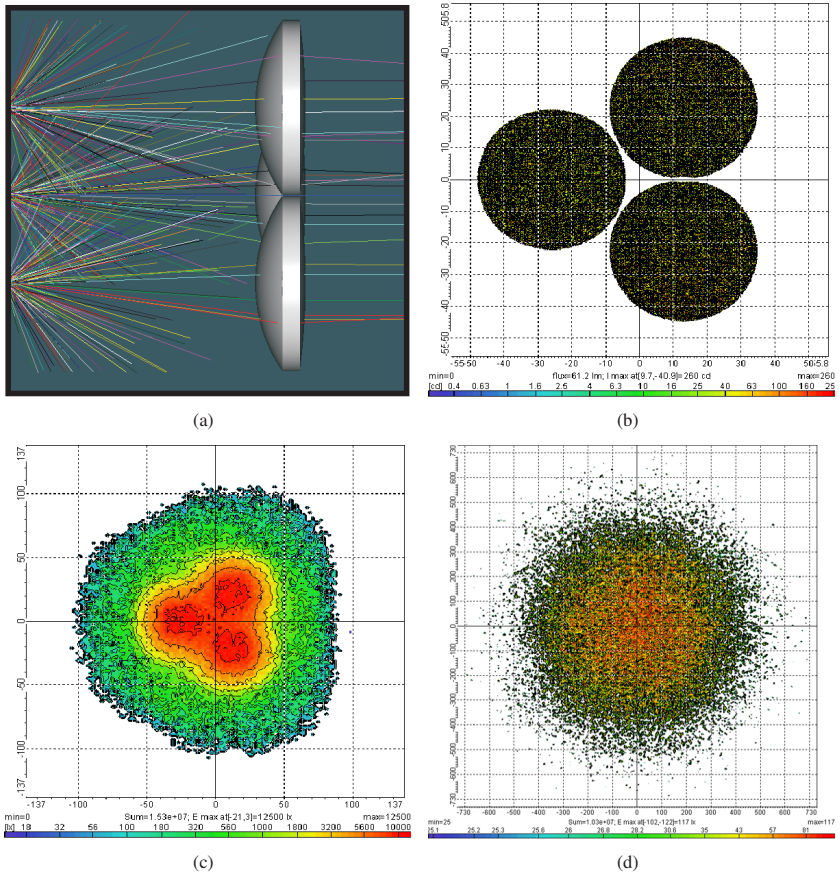 (a)
505.8
40
30
20
10
0
-10
-20
-30
-40
-55-50
-55-50 -40 -30 -20 -10 0 10 20 30 40 505.8
min=0 flux=61.2 lm; I max at[9.7,-40.9]=260 cd max=260
[cd] 0.4 0.63 1 1.6 2.5 4 6.3 10 16 25 40 63 100 160 25
(b)
137
100
50
0
-50
-100
-137
-137 -100 -50 0 50 100 137
min=0 Sum=1.53e+07; E max at[-21,3]=12500 lx max=12500
[lx] 18 32 56 100 180 320 560 1000 1800 3200 5600 10000
(c)
730
600
500
400
300
200
100
0
-100
-200
-300
-400
-500
-600
-730
-730 -600 -500 -400 -300 -200 -100 0 100 200 300 400 500 600 730
min=25 Sum=1.03e+07; E max at[-102,-122]=117 lx max=117
25.1 25.2 25.3 25.6 26 26.8 28.2 30.6 35 43 57 81
(d)